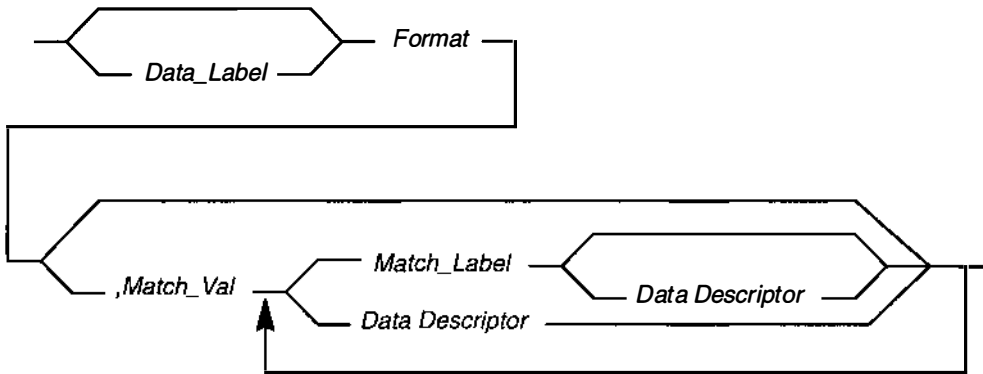 Format
Data_Label
Match_Label
,Match_Val
Data Descriptor
Data Descriptor